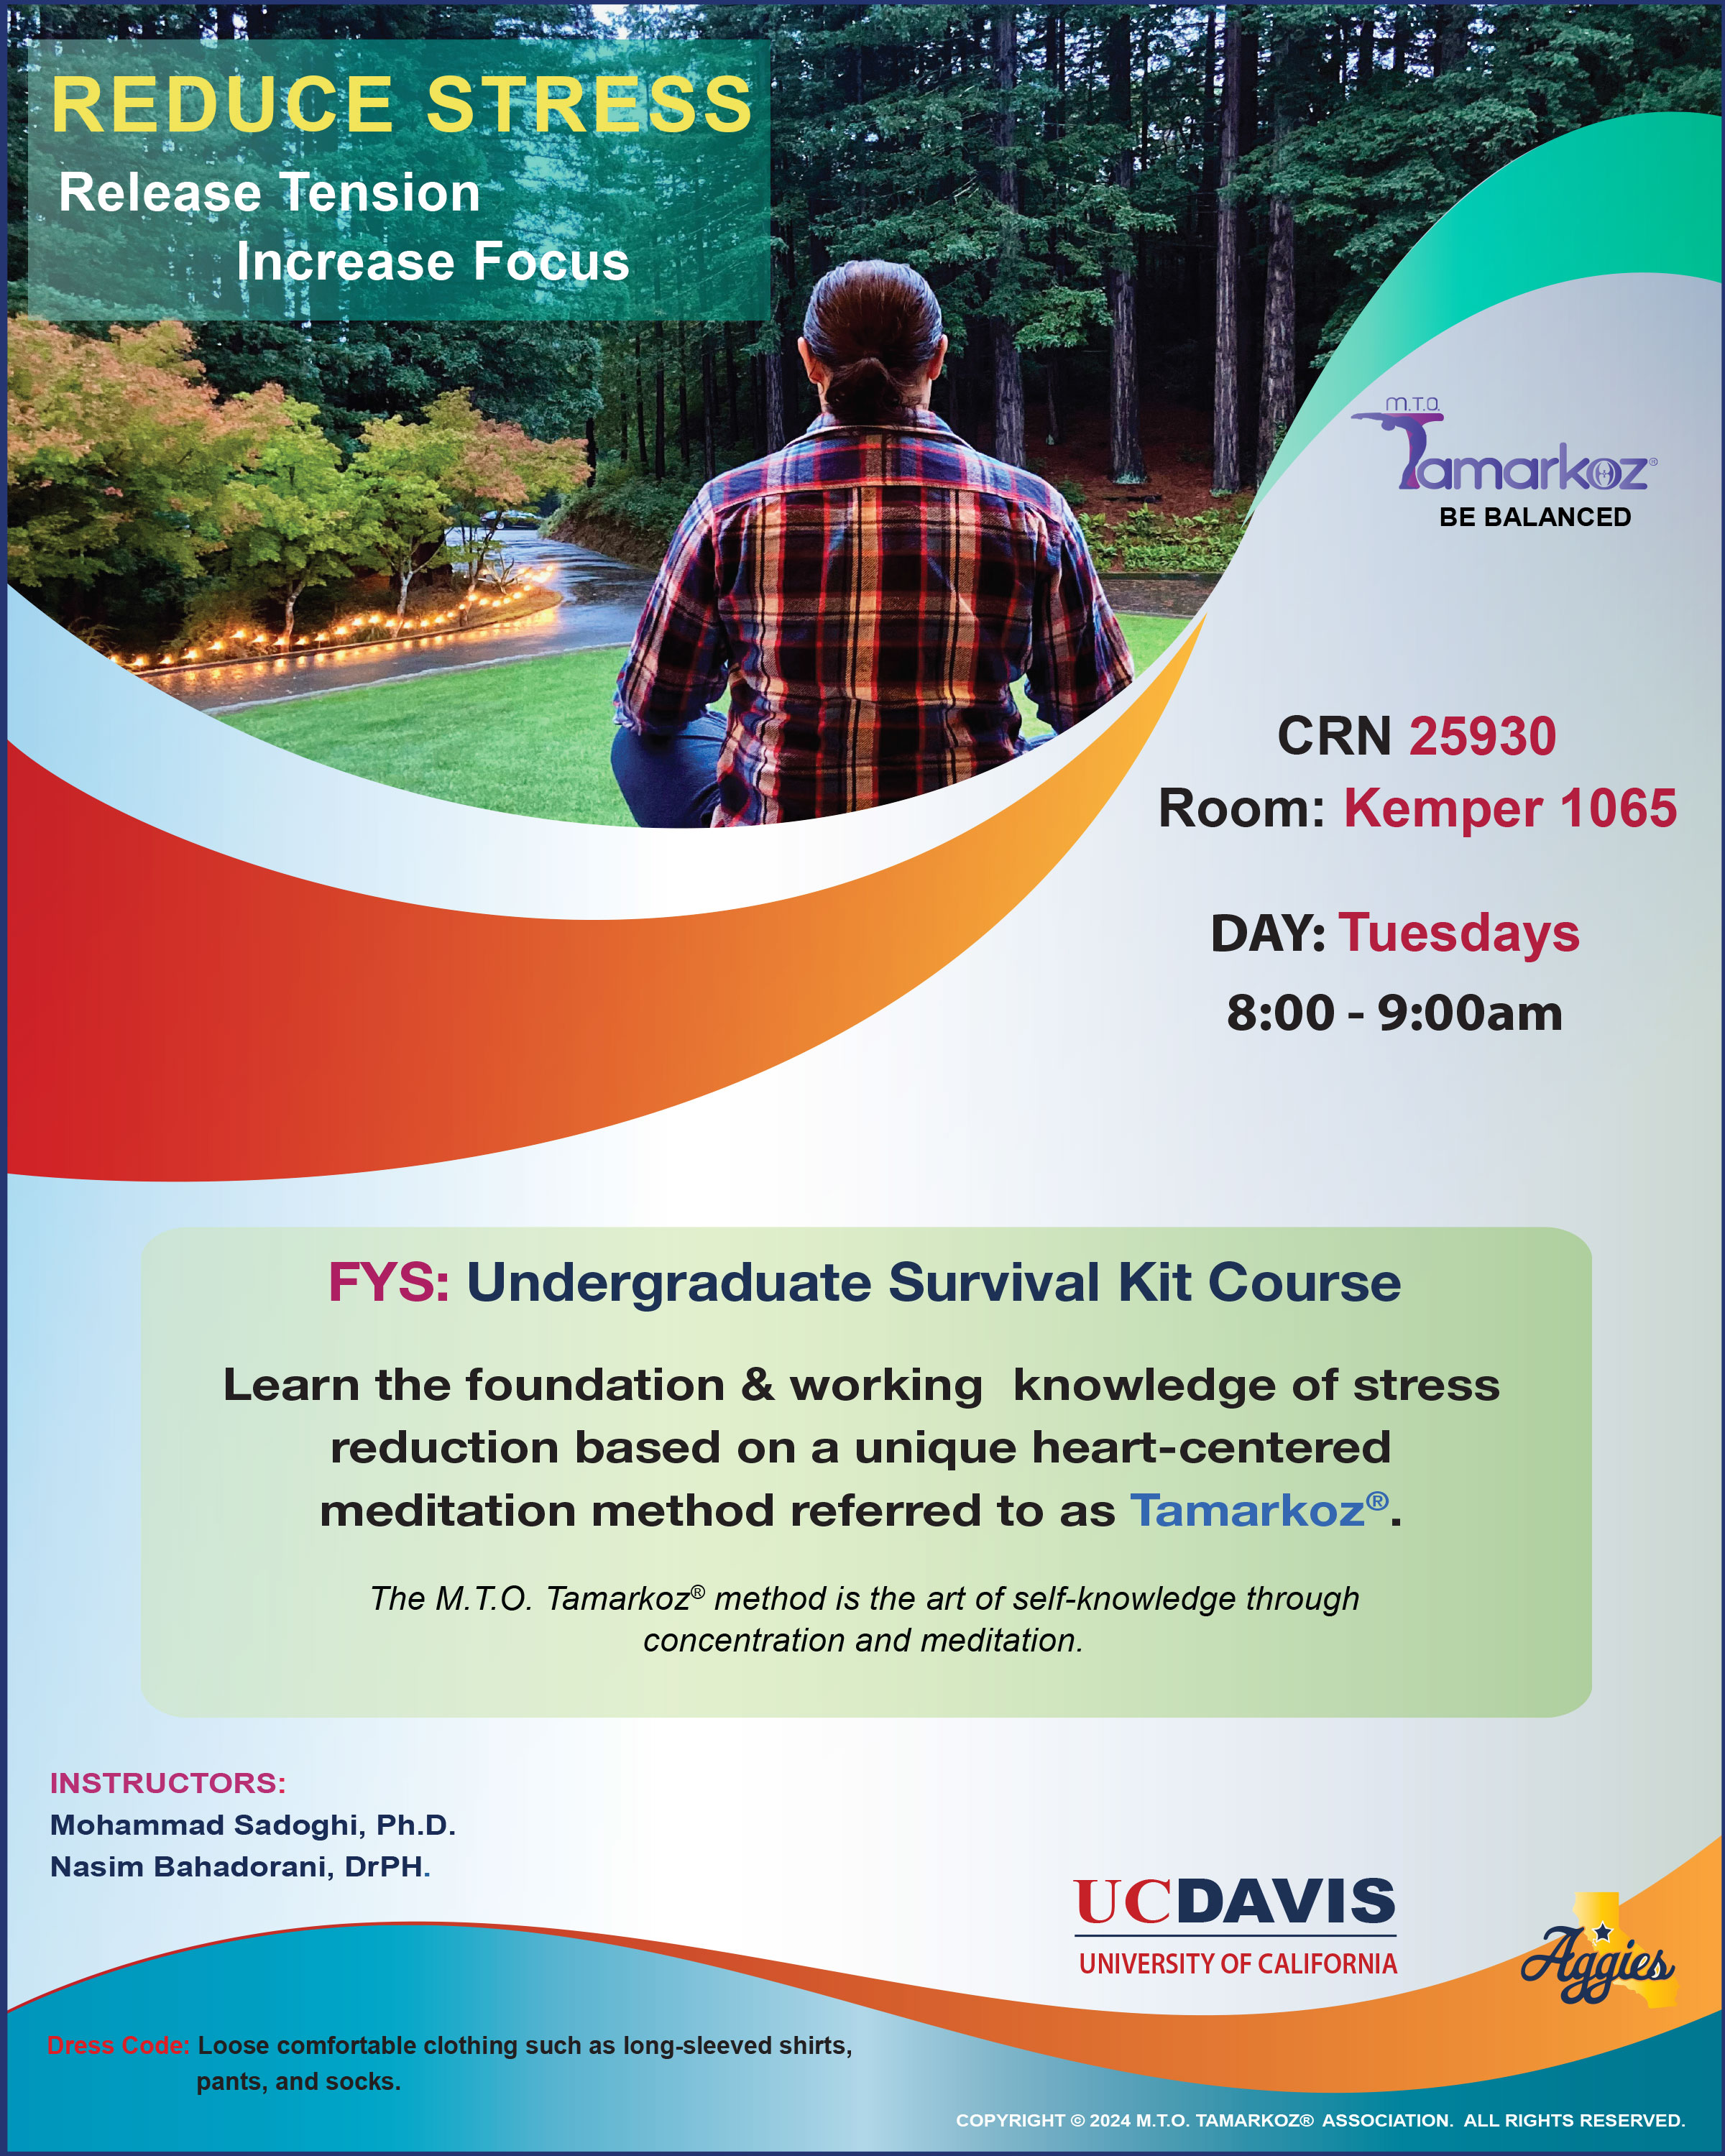 REDUCE STRESS
Release Tension
Increase Focus
M.T.O.
Tamarkoz®
BE BALANCED
CRN 25930
Room: Kemper 1065
DAY: Tuesdays
8:00 - 9:00am
FYS: Undergraduate Survival Kit Course
Learn the foundation & working knowledge of stress
reduction based on a unique heart-centered
meditation method referred to as Tamarkoz®.
The M.T.O. Tamarkoz® method is the art of self-knowledge through
concentration and meditation.
INSTRUCTORS:
Mohammad Sadoghi, Ph.D.
Nasim Bahadorani, DrPH.
UCDAVIS
UNIVERSITY OF CALIFORNIA
Aggies
Dress Code: Loose comfortable clothing such as long-sleeved shirts,
pants, and socks.
COPYRIGHT © 2024 M.T.O. TAMARKOZ® ASSOCIATION. ALL RIGHTS RESERVED.